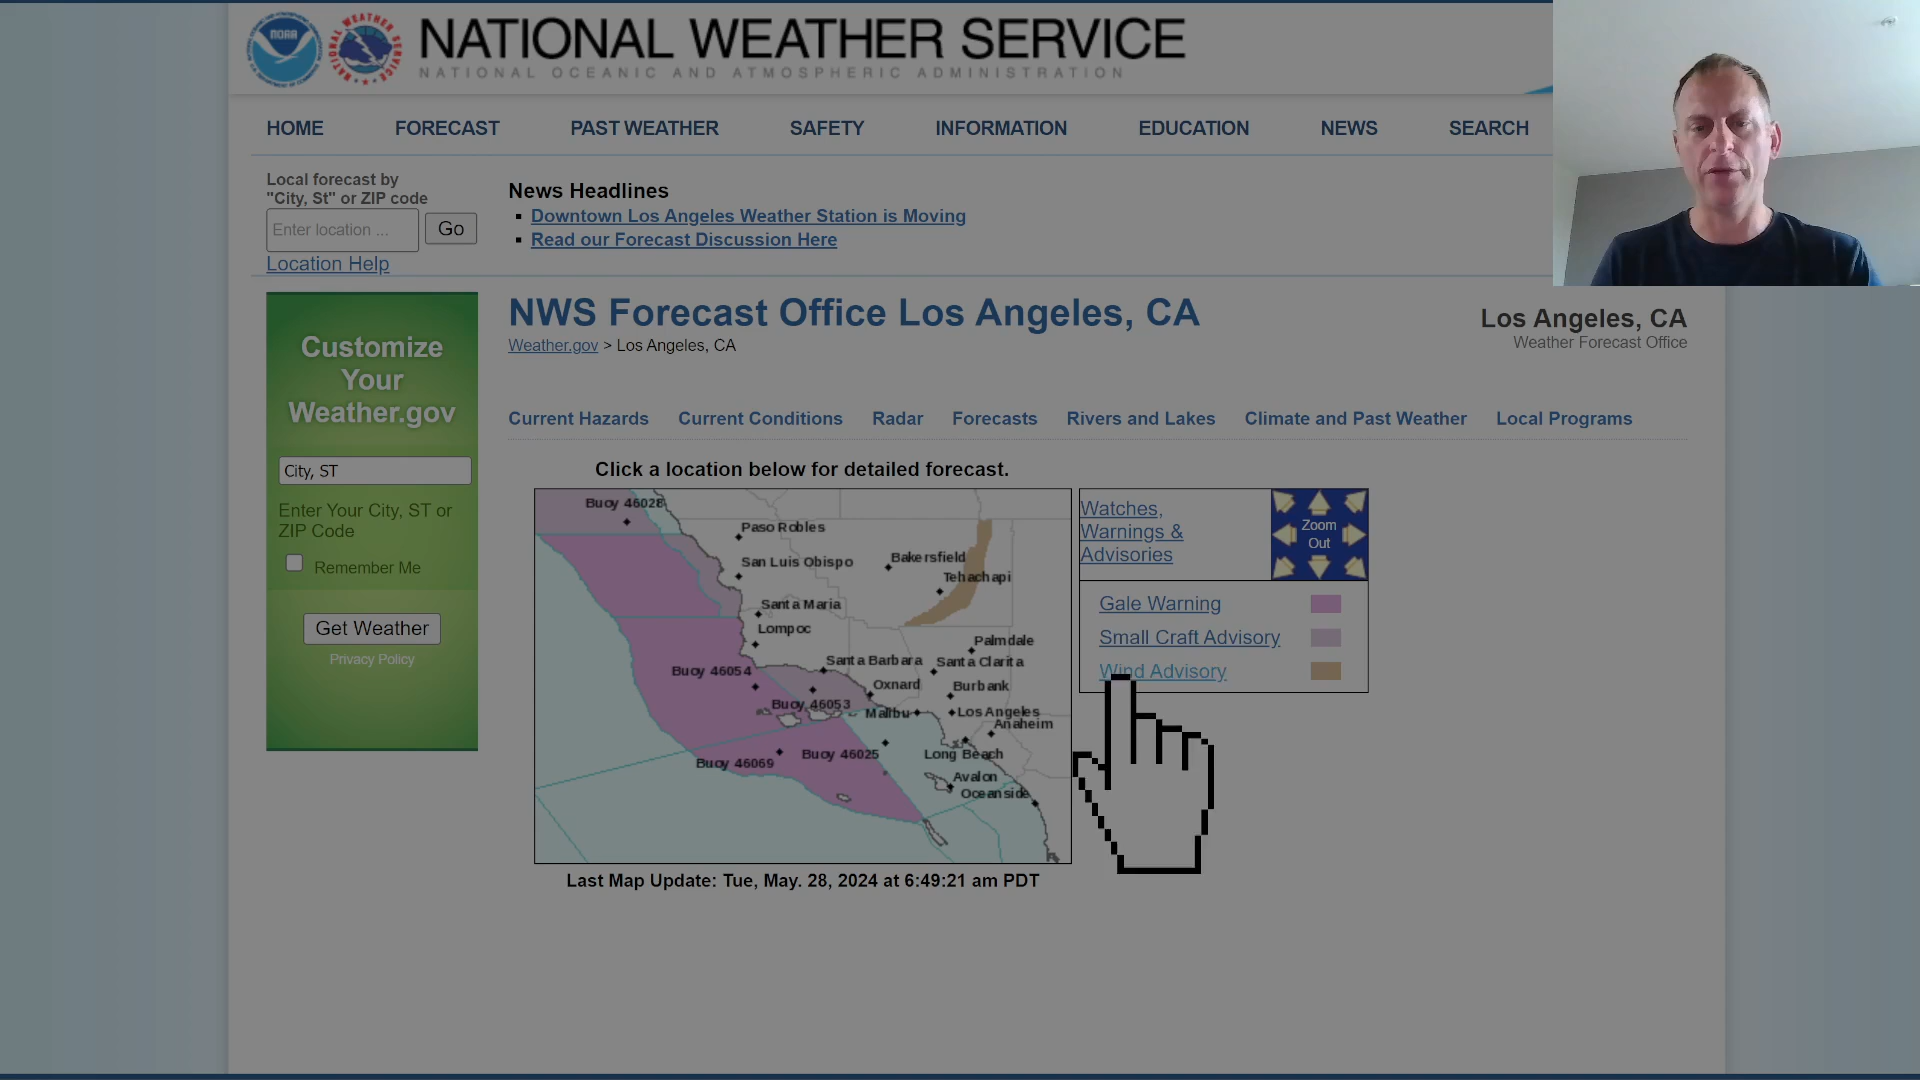 NATIONAL WEATHER SERVICE
NATIONAL OCEANIC AND ATMOSPHERIC ADMINISTRATION
NOAA
NATIONAL WEATHER SERVICE
HOME FORECAST PAST WEATHER SAFETY INFORMATION EDUCATION NEWS SEARCH
Local forecast by
"City, St" or ZIP code
Enter location ...
Go
Location Help
News Headlines
Downtown Los Angeles Weather Station is Moving
Read our Forecast Discussion Here
Customize
Your
Weather.gov
City, ST
Enter Your City, ST or
ZIP Code
Remember Me
Get Weather
Privacy Policy
NWS Forecast Office Los Angeles, CA
Weather.gov > Los Angeles, CA
Los Angeles, CA
Weather Forecast Office
Current Hazards Current Conditions Radar Forecasts Rivers and Lakes Climate and Past Weather Local Programs
Click a location below for detailed forecast.
Buoy 46028
Paso Robles
San Luis Obispo
Bakersfield
Tehachapi
Santa Maria
Lompoc
Palmdale
Santa Barbara
Santa Clarita
Buoy 46054
Oxnard
Burbank
Buoy 46053
Malibu
Los Angeles
Anaheim
Buoy 46025
Long Beach
Buoy 46069
Avalon
Oceanside
Last Map Update: Tue, May. 28, 2024 at 6:49:21 am PDT
Watches,
Warnings &
Advisories
Zoom
Out
Gale Warning
Small Craft Advisory
Wind Advisory